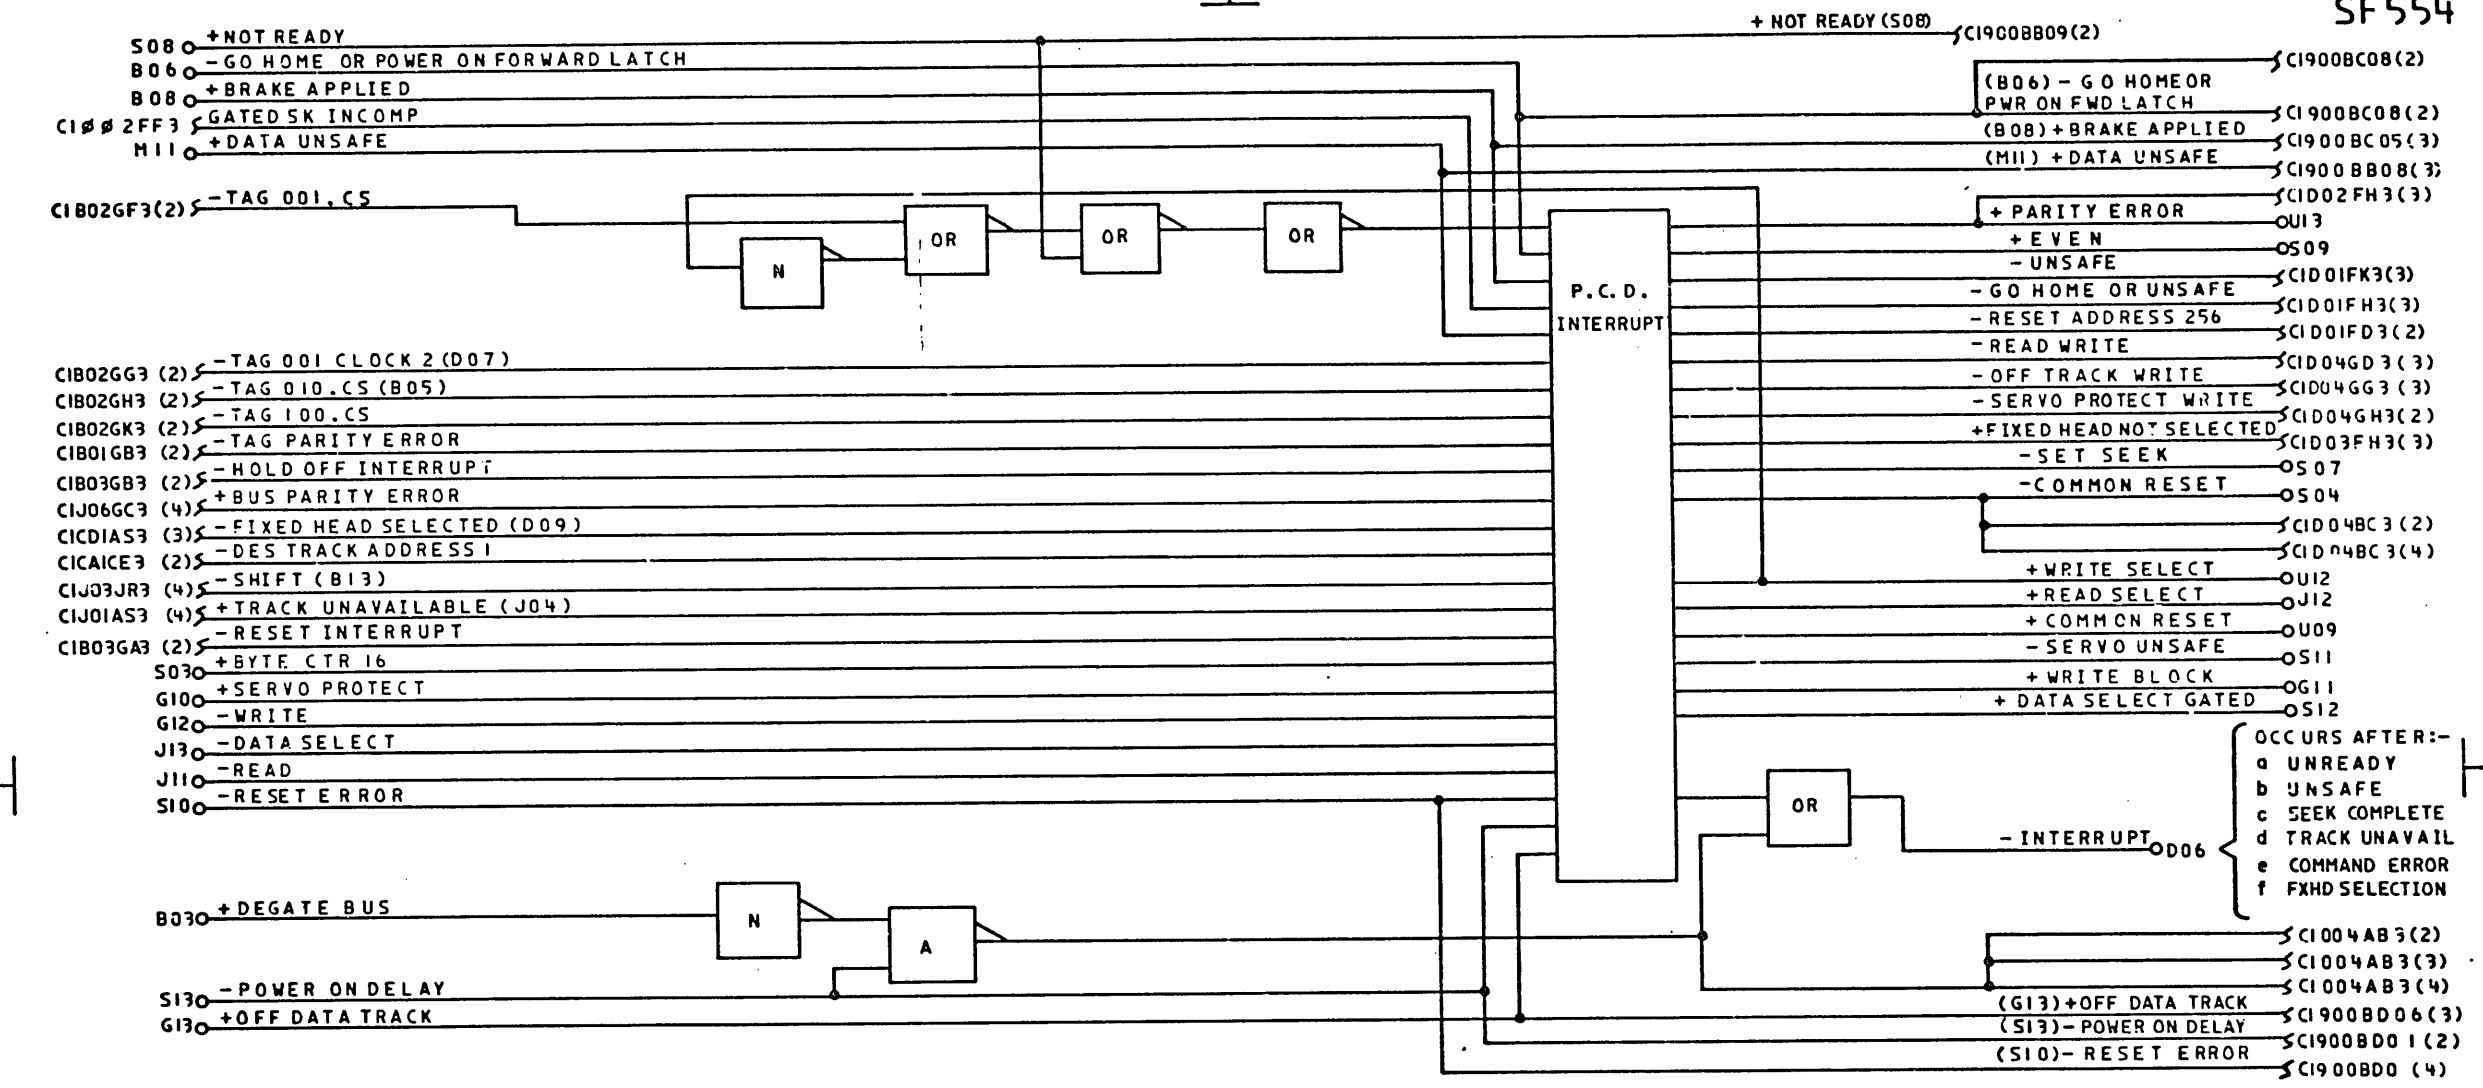 SF554
+NOT READY
S08
+ NOT READY (S08)
C1900BB09(2)
-GO HOME OR POWER ON FORWARD LATCH
B06
C1900BC08(2)
+BRAKE APPLIED
B08
(B06) - GO HOME OR
PWR ON FWD LATCH
C1900BC08(2)
GATED SK INCOMP
C1ØØ2FF3
(B08) + BRAKE APPLIED
C1900BC05(3)
+DATA UNSAFE
M11
(M11) + DATA UNSAFE
C1900BB08(3)
C1D02FH3(3)
-TAG 001.CS
C1B02GF3(2)
+ PARITY ERROR
U13
+ EVEN
S09
- UNSAFE
C1D01FK3(3)
N
OR
OR
OR
P.C.D.
INTERRUPT
-GO HOME OR UNSAFE
C1D01FH3(3)
-RESET ADDRESS 256
C1D01FD3(2)
-READ WRITE
C1D04GD3(3)
-OFF TRACK WRITE
C1D04GG3(3)
-SERVO PROTECT WRITE
C1D04GH3(2)
+FIXED HEAD NOT SELECTED
C1D03FH3(3)
-SET SEEK
S07
-COMMON RESET
S04
C1D04BC3(2)
C1D04BC3(4)
+WRITE SELECT
U12
+READ SELECT
J12
+COMMON RESET
U09
-SERVO UNSAFE
S11
+WRITE BLOCK
G11
+ DATA SELECT GATED
S12
-TAG 001 CLOCK 2 (D07)
C1B02GG3 (2)
-TAG 010.CS (B05)
C1B02GH3 (2)
-TAG 100.CS
C1B02GK3 (2)
-TAG PARITY ERROR
C1B01GB3 (2)
-HOLD OFF INTERRUPT
C1B03GB3 (2)
+BUS PARITY ERROR
C1J06GC3 (4)
-FIXED HEAD SELECTED (D09)
C1CD1AS3 (3)
-DES TRACK ADDRESS 1
C1CA1CE3 (2)
-SHIFT (B13)
C1J03JR3 (4)
+TRACK UNAVAILABLE (J04)
C1J01AS3 (4)
-RESET INTERRUPT
C1B03GA3 (2)
+BYTE CTR 16
S03
+SERVO PROTECT
G10
-WRITE
G12
-DATA SELECT
J13
-READ
J11
-RESET ERROR
S10
OR
-INTERRUPT
D06
OCCURS AFTER:-
a UNREADY
b UNSAFE
c SEEK COMPLETE
d TRACK UNAVAIL
e COMMAND ERROR
f FXHD SELECTION
+DEGATE BUS
B03
N
A
C1004AB3(2)
C1004AB3(3)
C1004AB3(4)
-POWER ON DELAY
S13
+OFF DATA TRACK
G13
(G13)+OFF DATA TRACK
C1900BD06(3)
(S13)-POWER ON DELAY
C1900BD01(2)
(S10)- RESET ERROR
C1900BD0 (4)